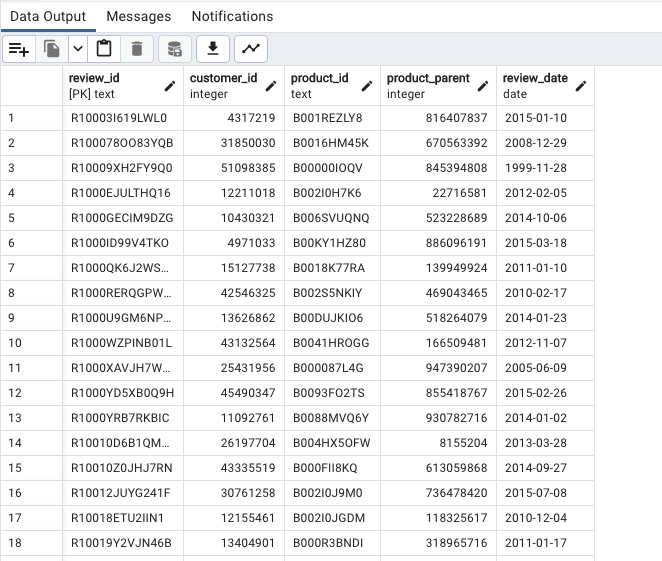 Data Output Messages Notifications
review_id customer_id product_id product_parent review_date
[PK] text integer text integer date
1 R10003I619LWL0 4317219 B001REZLY8 816407837 2015-01-10
2 R100078OO83YQB 31850030 B0016HM45K 670563392 2008-12-29
3 R10009XH2FY9Q0 51098385 B00000IOQV 845394808 1999-11-28
4 R1000EJULTHQ16 12211018 B002I0H7K6 22716581 2012-02-05
5 R1000GECIM9DZG 10430321 B006SVUQNQ 523228689 2014-10-06
6 R1000ID99V4TKO 4971033 B00KY1HZ80 886096191 2015-03-18
7 R1000QK6J2WS... 15127738 B0018K77RA 139949924 2011-01-10
8 R1000RERQGPW... 42546325 B002S5NKIY 469043465 2010-02-17
9 R1000U9GM6NP... 13626862 B00DUJKIO6 518264079 2014-01-23
10 R1000WZPINB01L 43132564 B0041HROGG 166509481 2012-11-07
11 R1000XAVJH7W... 25431956 B000087L4G 947390207 2005-06-09
12 R1000YD5XB0Q9H 45490347 B0093FO2TS 855418767 2015-02-26
13 R1000YRB7RKBIC 11092761 B0088MVQ6Y 930782716 2014-01-02
14 R10010D6B1QM... 26197704 B004HX5OFW 8155204 2013-03-28
15 R10010Z0JHJ7RN 43335519 B000FII8KQ 613059868 2014-09-27
16 R10012JUYG241F 30761258 B002I0J9M0 736478420 2015-07-08
17 R10018ETU2IIN1 12155461 B002I0JGDM 118325617 2010-12-04
18 R10019Y2VJN46B 13404901 B000R3BNDI 318965716 2011-01-17